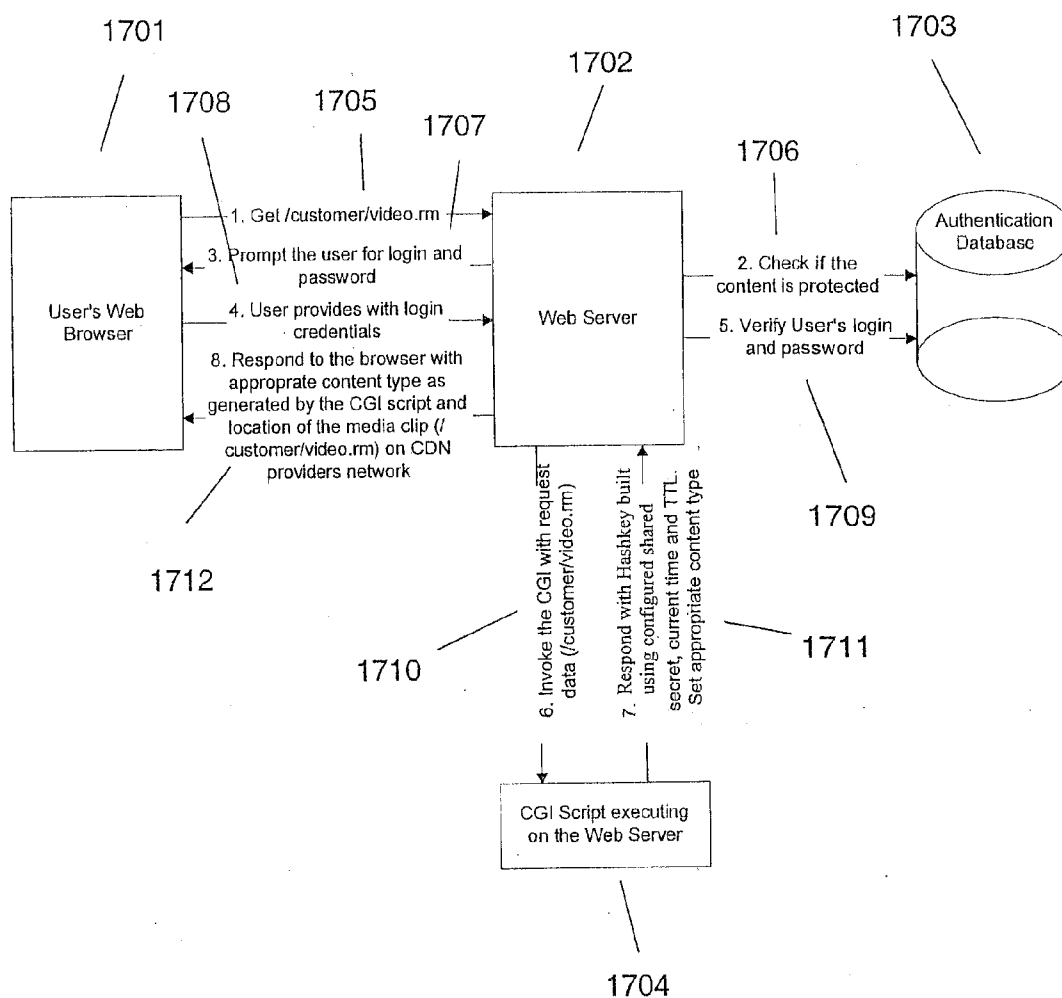 1701
1702
1703
1708
1705
1707
1706
1. Get /customer/video.rm
3. Prompt the user for login and
password
4. User provides with login
credentials
8. Respond to the browser with
approprate content type as
generated by the CGI script and
location of the media clip (/
customer/video.rm) on CDN
providers network
User's Web
Browser
Web Server
2. Check if the
content is protected
5. Verify User's login
and password
Authentication
Database
1709
1712
6. Invoke the CGI with request
data (/customer/video.rm)
7. Respond with Hashkey built
using configured shared
secret, current time and TTL.
Set appropriate content type
1710
1711
CGI Script executing
on the Web Server
1704